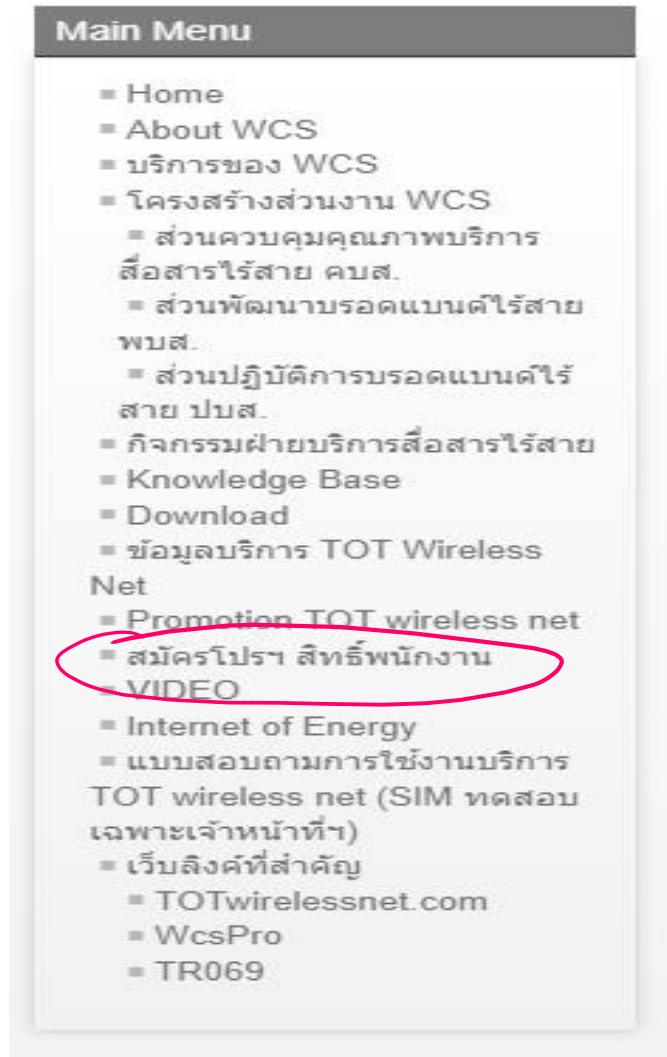 Main Menu
Home
About WCS
บริการของ WCS
โครงสร้างส่วนงาน WCS
ส่วนควบคุมคุณภาพบริการ
สื่อสารไร้สาย คบส.
ส่วนพัฒนาบรอดแบนด์ไร้สาย
พบส.
ส่วนปฏิบัติการบรอดแบนด์ไร้
สาย ปบส.
กิจกรรมฝ่ายบริการสื่อสารไร้สาย
Knowledge Base
Download
ข้อมูลบริการ TOT Wireless
Net
Promotion TOT wireless net
สมัครโปรฯ สิทธิ์พนักงาน
VIDEO
Internet of Energy
แบบสอบถามการใช้งานบริการ
TOT wireless net (SIM ทดสอบ
เฉพาะเจ้าหน้าที่ฯ)
เว็บลิงค์ที่สำคัญ
TOTwirelessnet.com
WcsPro
TR069